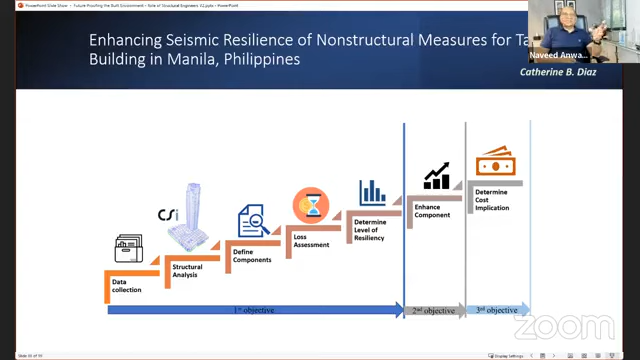 PowerPoint Slide Show - Future Proofing the Built Environment - Role of Structural Engineers V2.pptx - PowerPoint
Enhancing Seismic Resilience of Nonstructural Measures for Ta
Building in Manila, Philippines
Catherine B. Diaz
Naveed Anwa
CSi
Data
collection
Structural
Analysis
Define
Components
Loss
Assessment
Determine
Level of
Resiliency
Enhance
Component
Determine
Cost
Implication
1st objective
2nd objective
3rd objective
zoom
Display Settings